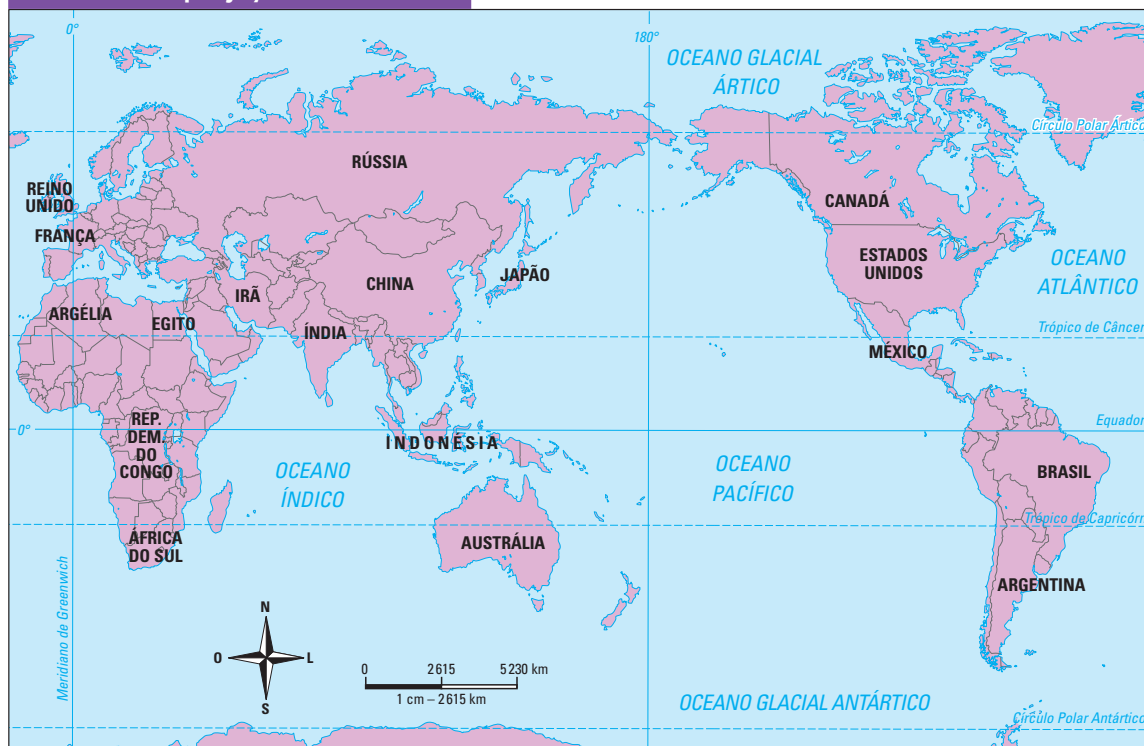 0°
180°
OCEANO GLACIAL
ÁRTICO
Círculo Polar Ártico
RÚSSIA
REINO
UNIDO
CANADÁ
FRANÇA
ESTADOS
UNIDOS
OCEANO
ATLÂNTICO
JAPÃO
CHINA
IRÃ
ARGÉLIA
EGITO
ÍNDIA
Trópico de Câncer
MÉXICO
REP.
DEM.
DO
CONGO
Equador
0°
INDONÉSIA
OCEANO
ÍNDICO
OCEANO
PACÍFICO
BRASIL
Trópico de Capricórn
ÁFRICA
DO SUL
AUSTRÁLIA
ARGENTINA
Meridiano de Greenwich
N
O
L
S
0 2615 5230 km
1 cm – 2615 km
OCEANO GLACIAL ANTÁRTICO
Círculo Polar Antártico